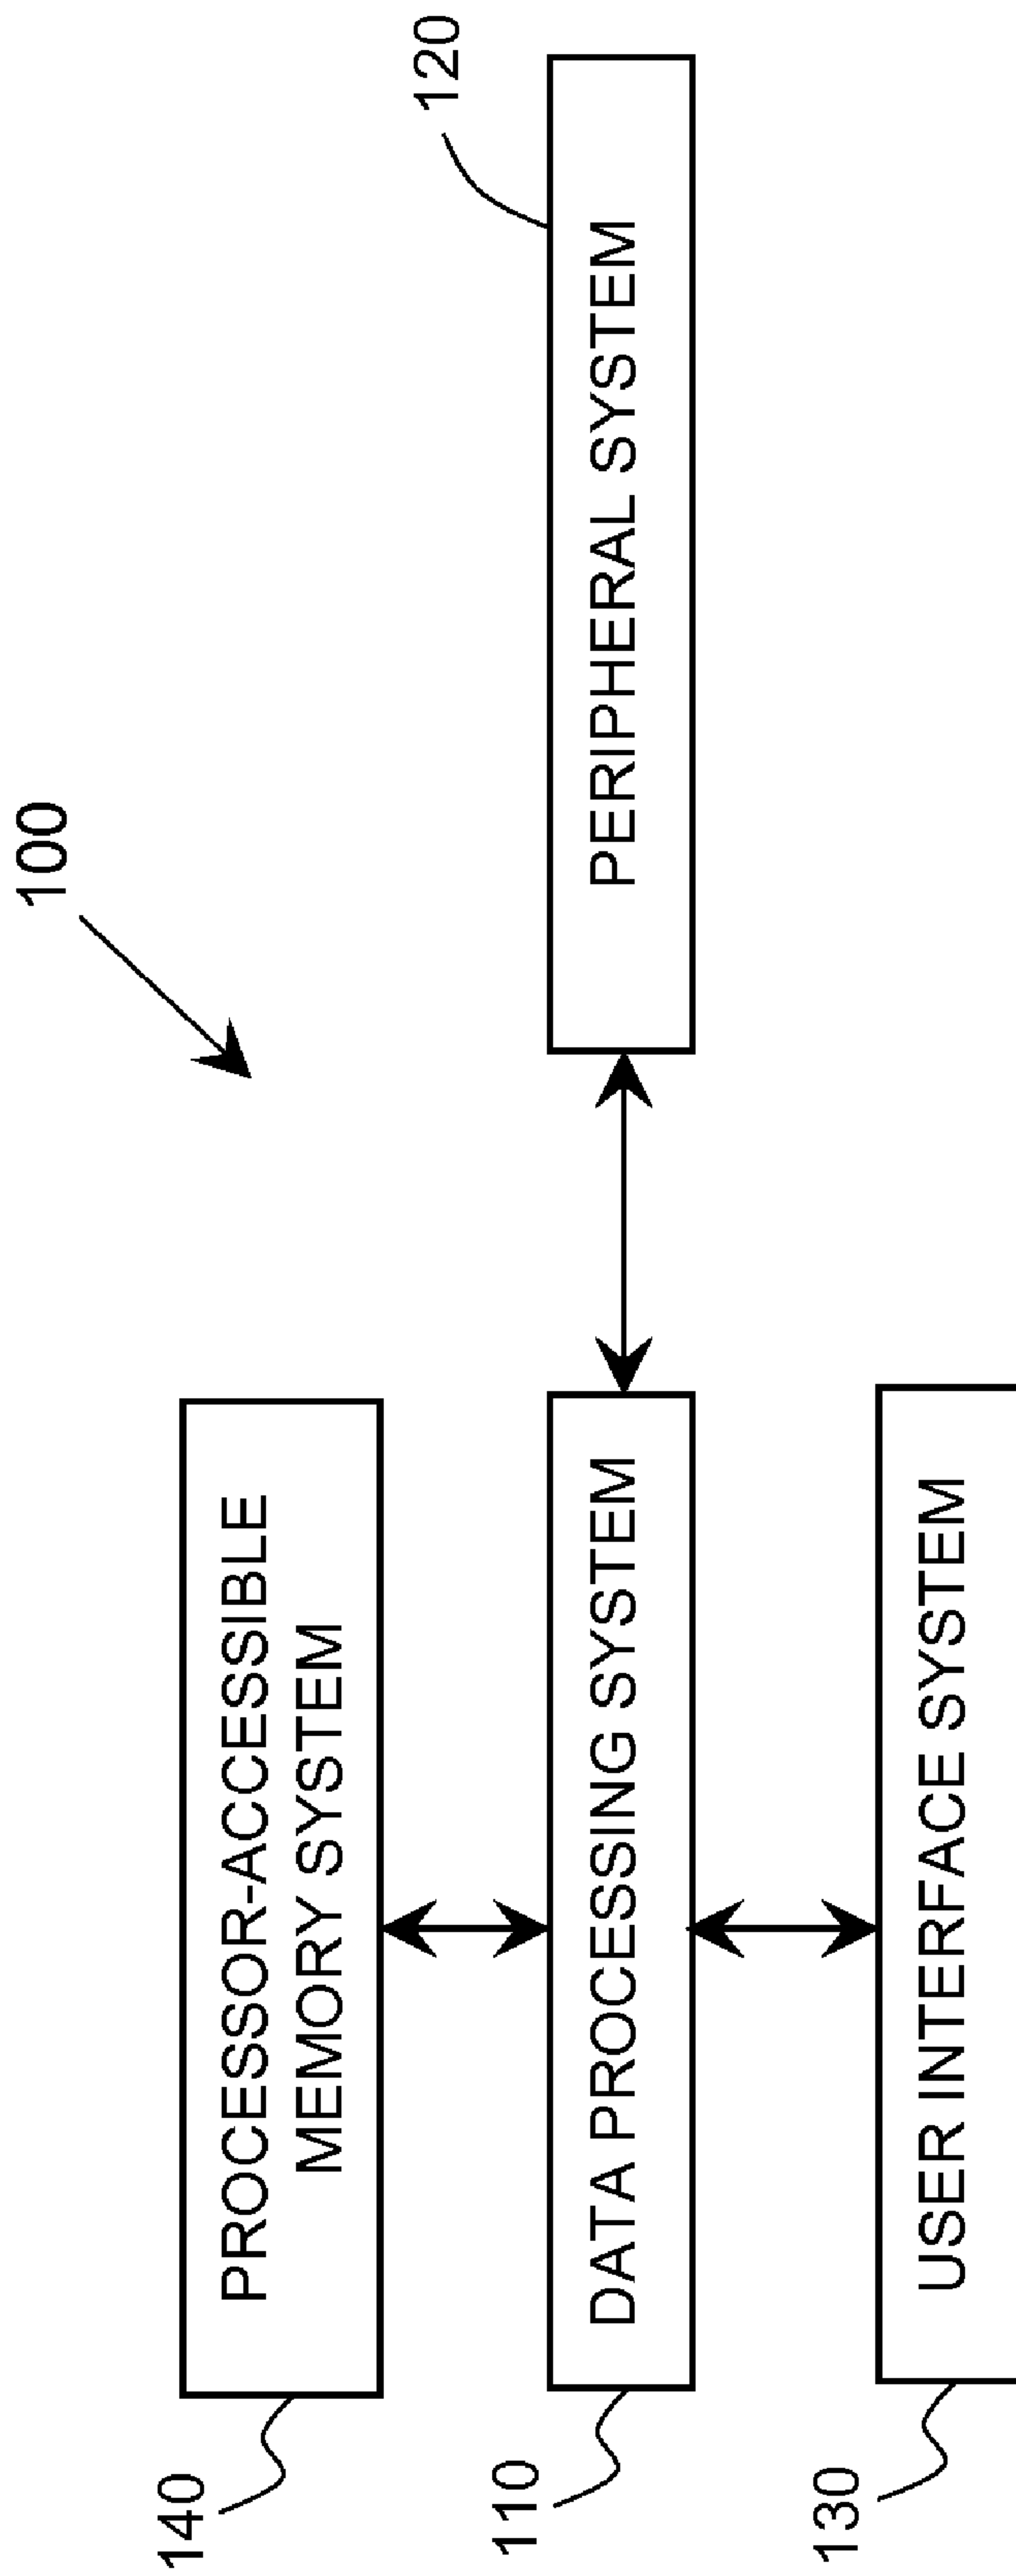 100
140
PROCESSOR-ACCESSIBLE
MEMORY SYSTEM
120
110
DATA PROCESSING SYSTEM
PERIPHERAL SYSTEM
130
USER INTERFACE SYSTEM